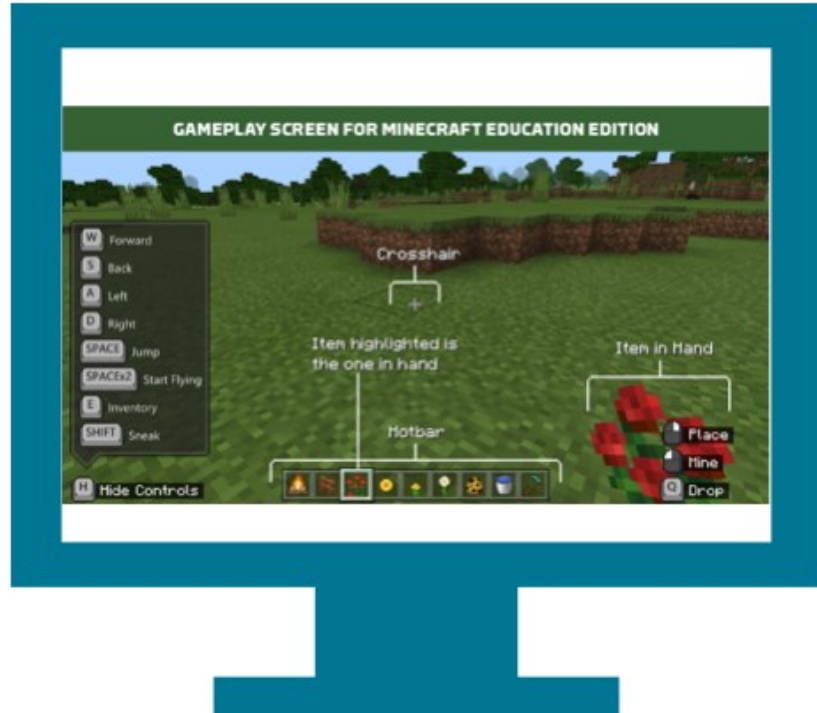 GAMEPLAY SCREEN FOR MINECRAFT EDUCATION EDITION
W Forward
S Back
A Left
D Right
SPACE Jump
SPACEx2 Start Flying
E Inventory
SHIFT Sneak
H Hide Controls
Crosshair
Item highlighted is
the one in hand
Hotbar
Item in Hand
Place
Mine
Q Drop